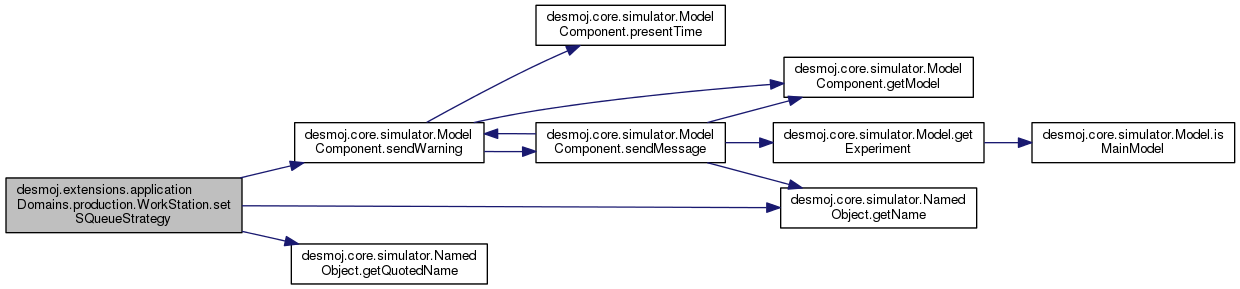 desmoj.core.simulator.Model
Component.presentTime
desmoj.core.simulator.Model
Component.getModel
desmoj.core.simulator.Model
Component.sendWarning
desmoj.core.simulator.Model
Component.sendMessage
desmoj.core.simulator.Model.get
Experiment
desmoj.core.simulator.Model.is
MainModel
desmoj.extensions.application
Domains.production.WorkStation.set
SQueueStrategy
desmoj.core.simulator.Named
Object.getName
desmoj.core.simulator.Named
Object.getQuotedName